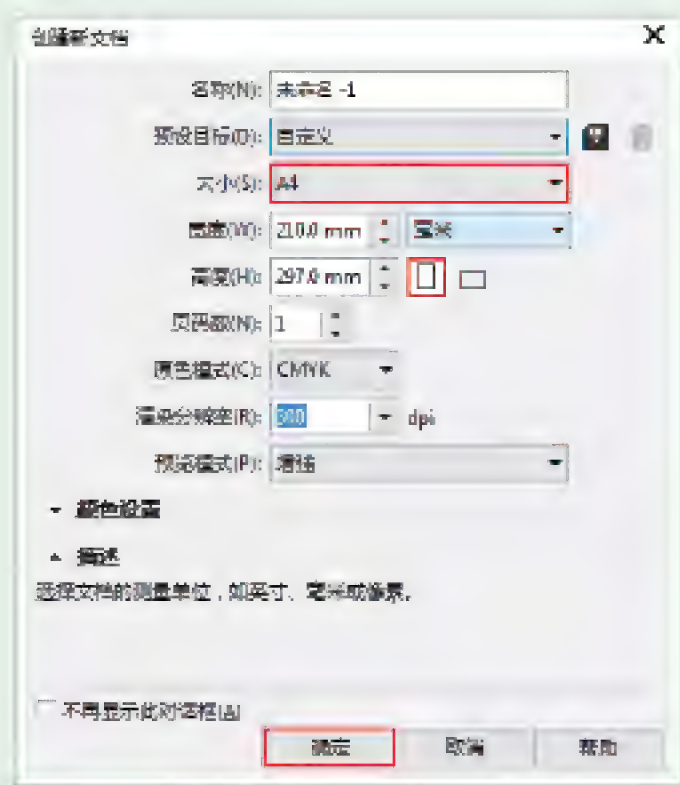 创建新文档
名称(N): 未命名 -1
预设目标(D): 自定义
大小(S): A4
宽度(W): 210.0 mm 毫米
高度(H): 297.0 mm
页码数(N): 1
原色模式(C): CMYK
渲染分辨率(R): 300 dpi
预览模式(P): 增强
颜色设置
描述
选择文档的测量单位，如英寸、毫米或像素。
不再显示此对话框(A)
确定 取消 帮助